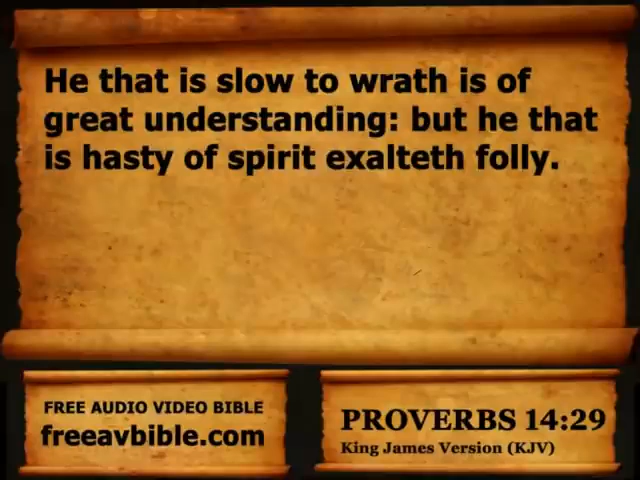 He that is slow to wrath is of
great understanding: but he that
is hasty of spirit exalteth folly.
FREE AUDIO VIDEO BIBLE
freeavbible.com
PROVERBS 14:29
King James Version (KJV)